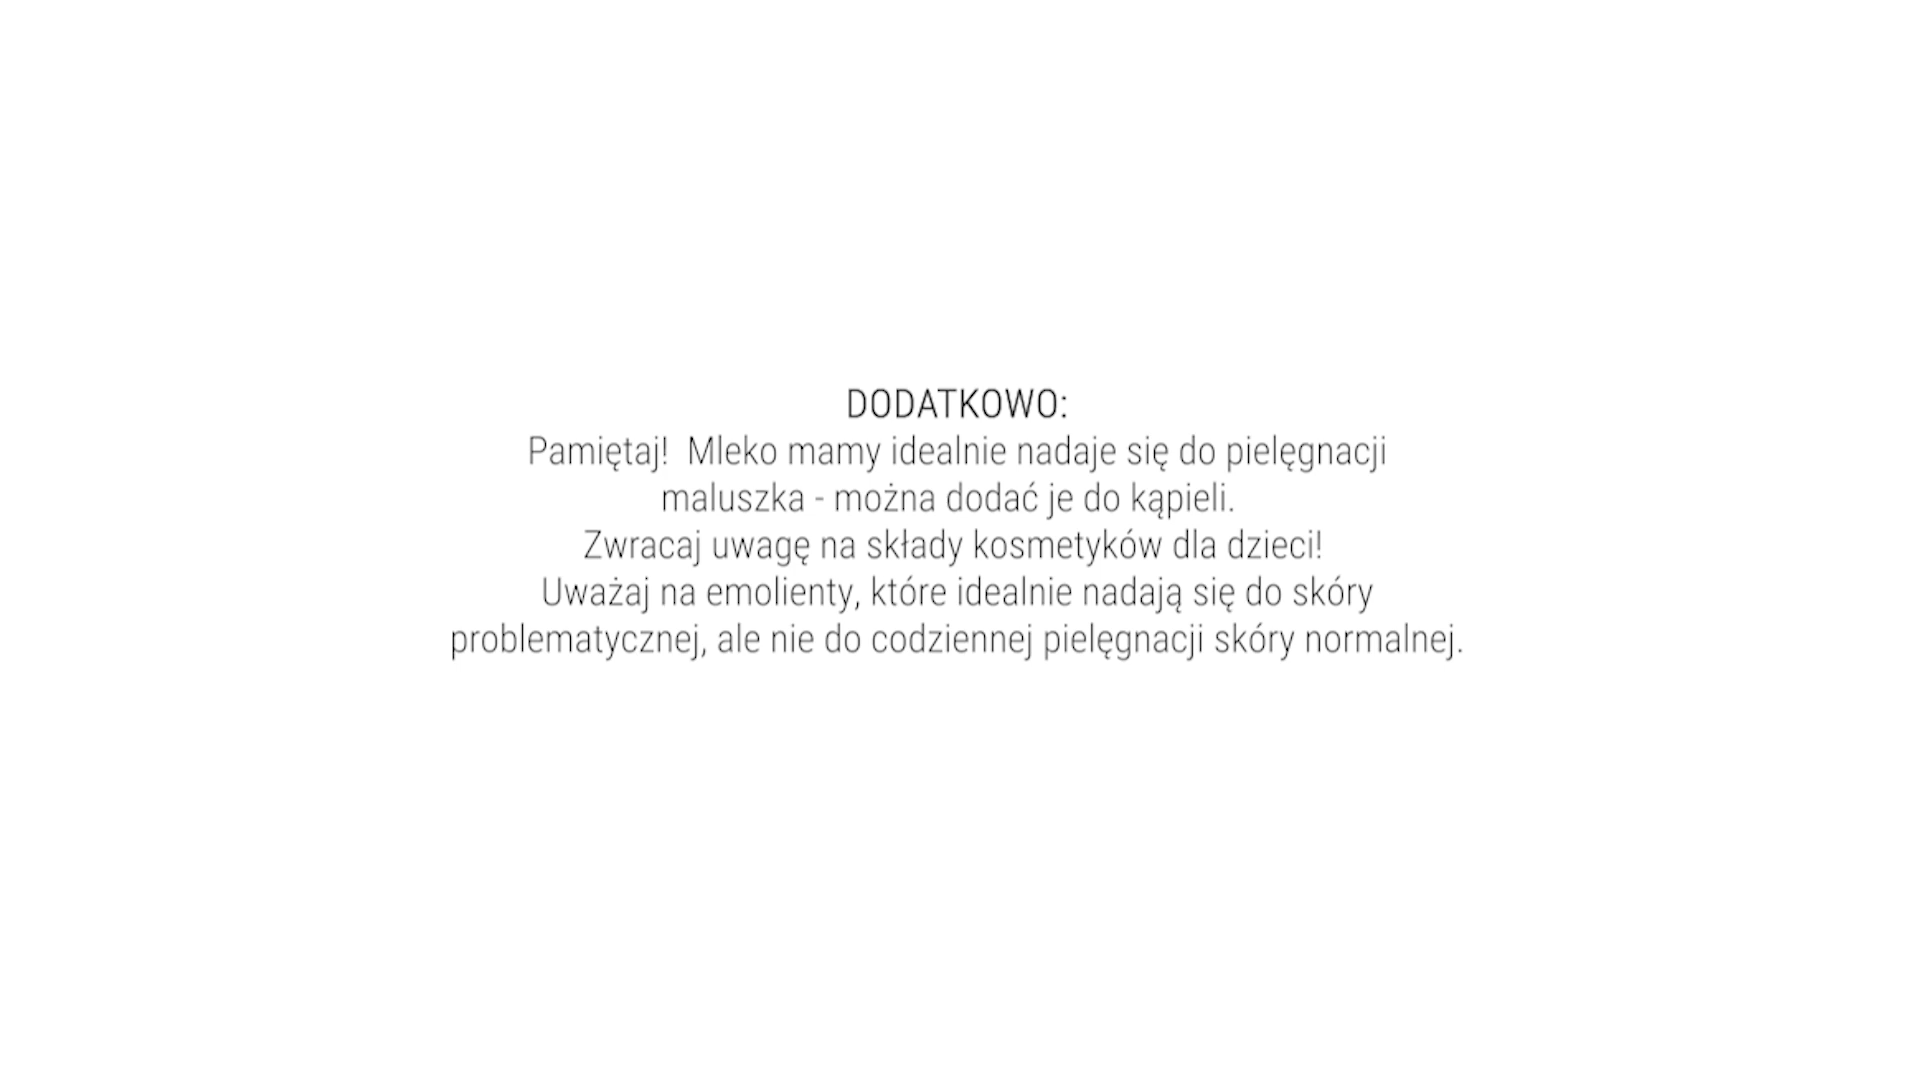 DODATKOWO:
Pamiętaj!  Mleko mamy idealnie nadaje się do pielęgnacji
maluszka - można dodać je do kąpieli.
Zwracaj uwagę na składy kosmetyków dla dzieci!
Uważaj na emolienty, które idealnie nadają się do skóry
problematycznej, ale nie do codziennej pielęgnacji skóry normalnej.